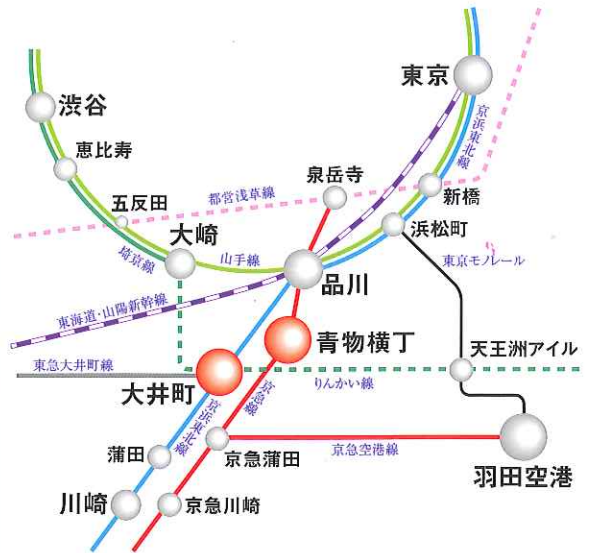 東京
渋谷
京浜東北線
恵比寿
泉岳寺
新橋
都営浅草線
五反田
浜松町
大崎
埼京線
山手線
東京モノレール
品川
東海道・山陽新幹線
青物横丁
天王洲アイル
東急大井町線
大井町
りんかい線
京急線
京浜東北線
蒲田
京急蒲田
京急空港線
羽田空港
川崎
京急川崎